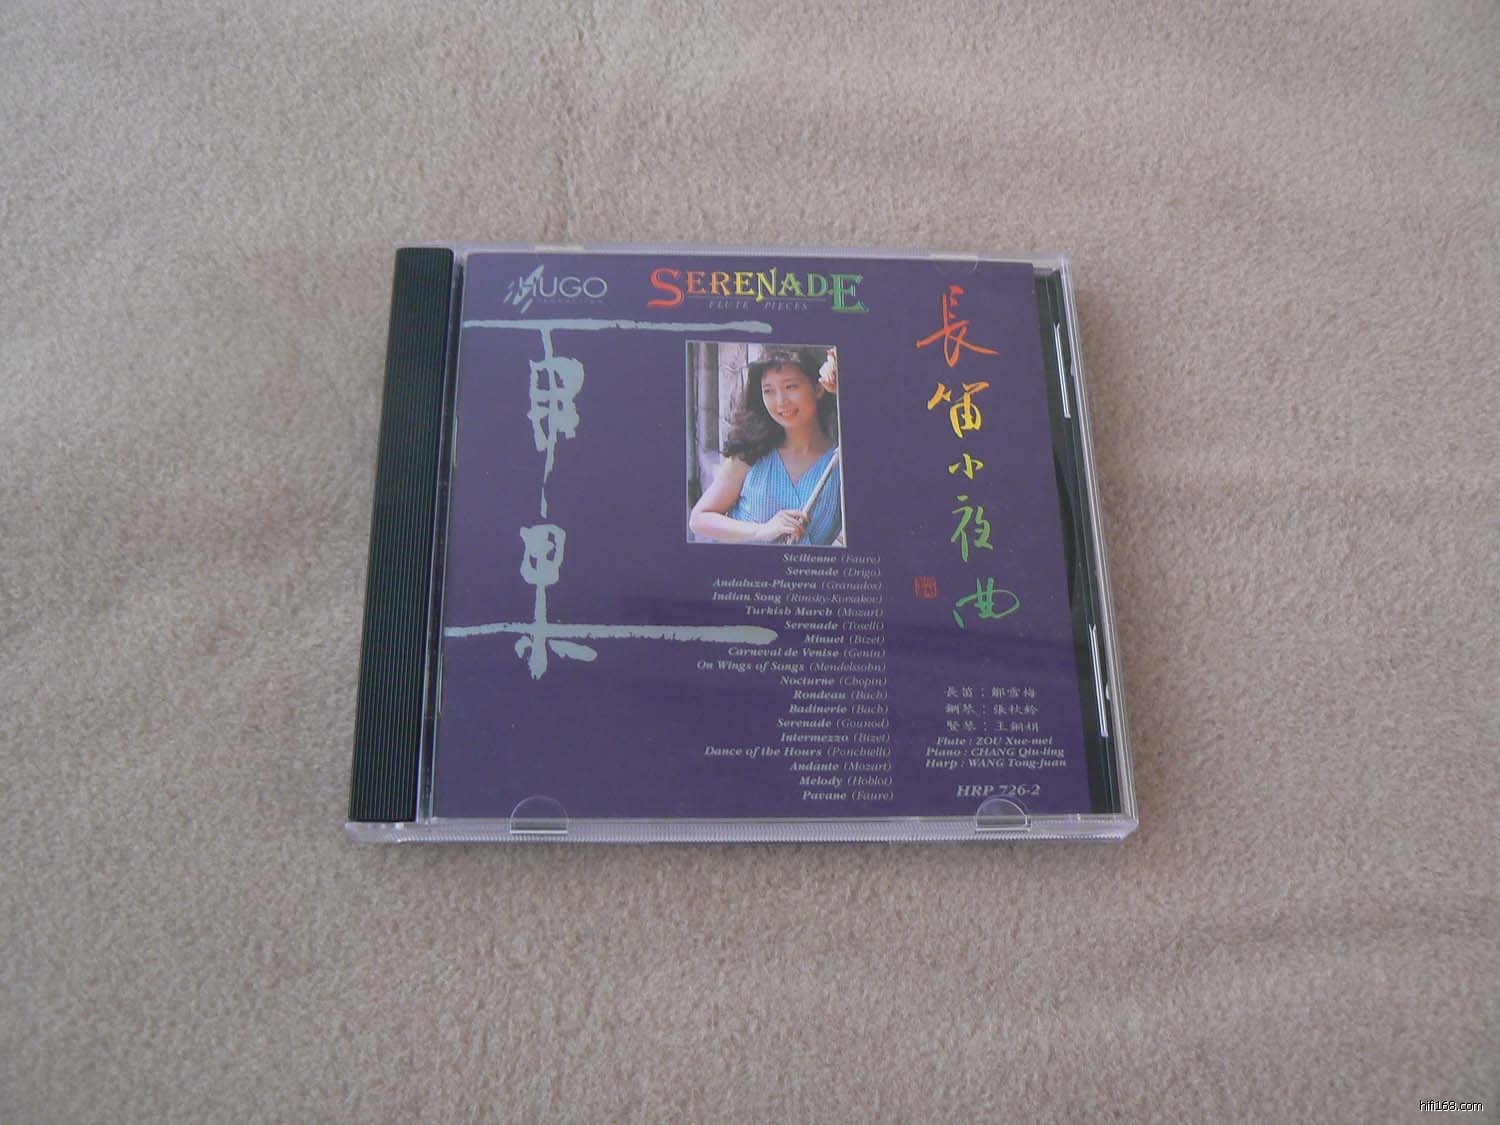 HUGO
SERENADE
FLUTE PIECES
長笛小夜曲
Sicilienne (Faure)
Serenade (Drigo)
Andaluza-Playera (Granados)
Indian Song (Rimsky-Korsakov)
Turkish March (Mozart)
Serenade (Toselli)
Minuet (Bizet)
Carneval de Venise (Genin)
On Wings of Songs (Mendelssohn)
Nocturne (Chopin)
Rondeau (Bach)
Badinerie (Bach)
Serenade (Gounod)
Intermezzo (Bizet)
Dance of the Hours (Ponchielli)
Andante (Mozart)
Melody (Hoblot)
Pavane (Faure)
長笛：鄒雪梅
鋼琴：張秋鈴
豎琴：王銅娟
Flute : ZOU Xue-mei
Piano : CHANG Qiu-ling
Harp : WANG Tong-Juan
HRP 726-2
hifi168.com